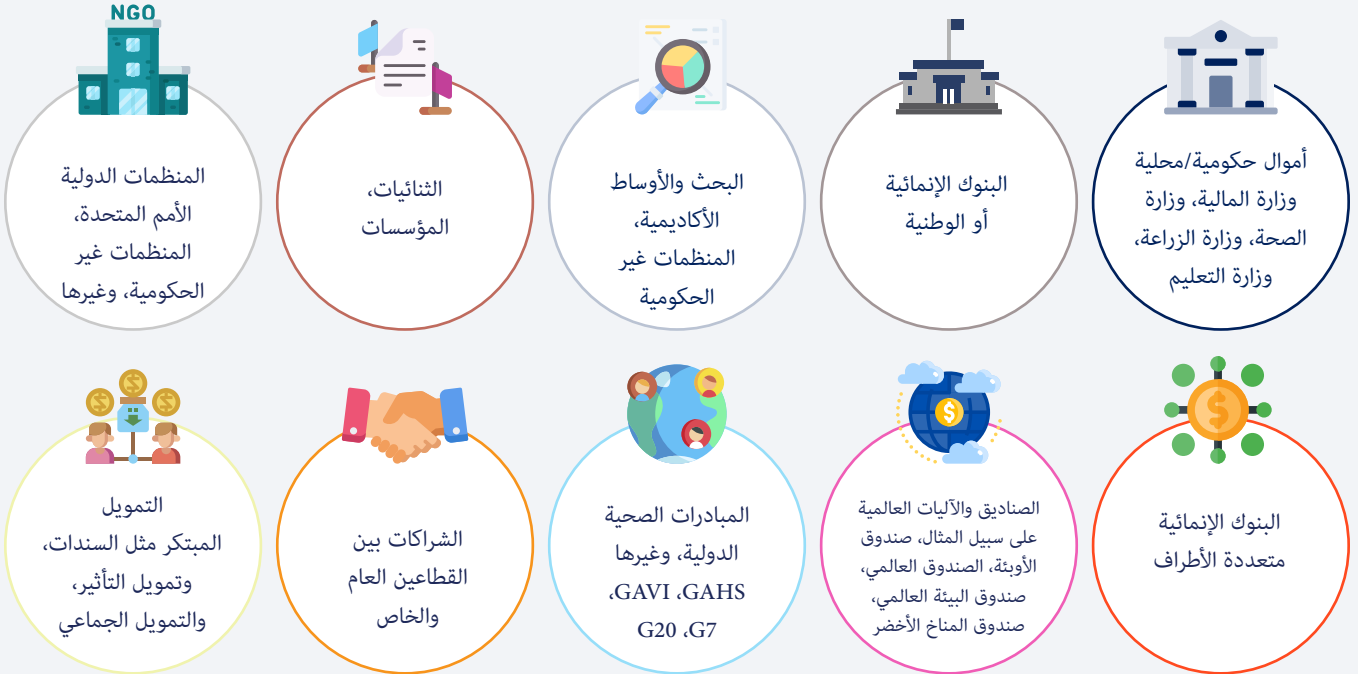 أموال حكومية/محلية
وزارة المالية، وزارة
الصحة، وزارة الزراعة،
وزارة التعليم
البنوك الإنمائية
أو الوطنية
البحث والأوساط
الأكاديمية،
المنظمات غير
الحكومية
الثنائيات،
المؤسسات
NGO
المنظمات الدولية
الأمم المتحدة،
المنظمات غير
الحكومية، وغيرها
البنوك الإنمائية
متعددة الأطراف
الصناديق والآليات العالمية
على سبيل المثال، صندوق
الأوبئة، الصندوق العالمي،
صندوق البيئة العالمي،
صندوق المناخ الأخضر
المبادرات الصحية
الدولية، وغيرها
GAHS، GAVI،
G7، G20
الشراكات بين
القطاعين العام
والخاص
التمويل
المبتكر مثل السندات،
وتمويل التأثير،
والتمويل الجماعي